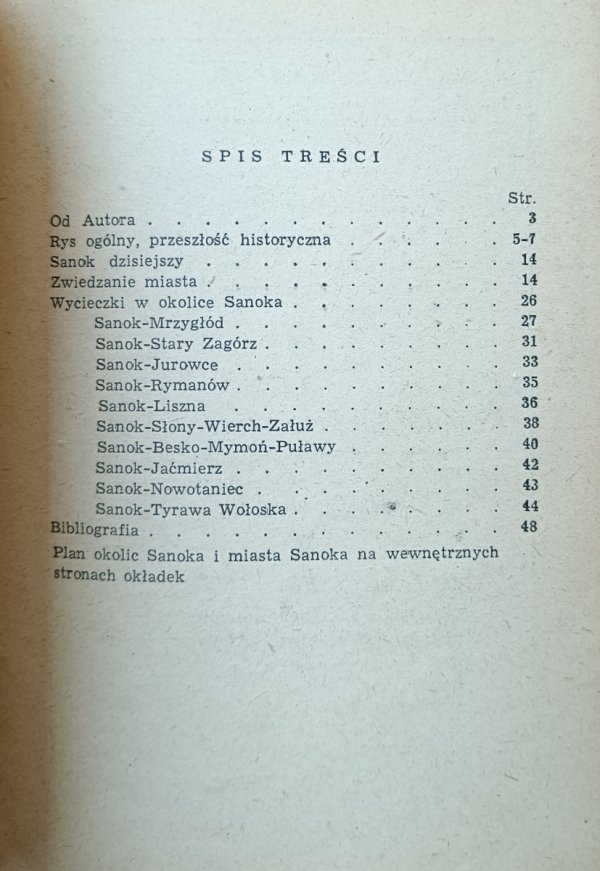 SPIS TREŚCI
Str.
Od Autora . . . . . . . . . . . . . 3
Rys ogólny, przeszłość historyczna . . . . . 5-7
Sanok dzisiejszy . . . . . . . . . . . 14
Zwiedzanie miasta . . . . . . . . . . . 14
Wycieczki w okolice Sanoka . . . . . . . . 26
Sanok-Mrzygłód . . . . . . . . . . 27
Sanok-Stary Zagórz . . . . . . . . . 31
Sanok-Jurowce . . . . . . . . . . 33
Sanok-Rymanów . . . . . . . . . . 35
Sanok-Liszna . . . . . . . . . . 36
Sanok-Słony-Wierch-Załuż . . . . . . . 38
Sanok-Besko-Mymoń-Puławy . . . . . . 40
Sanok-Jaćmierz . . . . . . . . . . 42
Sanok-Nowotaniec . . . . . . . . . 43
Sanok-Tyrawa Wołoska . . . . . . . . 44
Bibliografia . . . . . . . . . . . . . 48
Plan okolic Sanoka i miasta Sanoka na wewnętrznych
stronach okładek